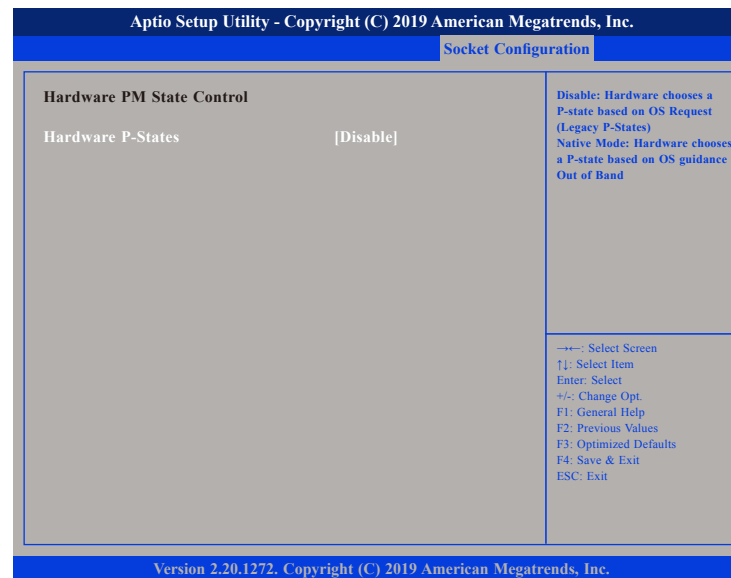 Aptio Setup Utility - Copyright (C) 2019 American Megatrends, Inc.
Socket Configuration
Hardware PM State Control
Hardware P-States [Disable]
Disable: Hardware chooses a
P-state based on OS Request
(Legacy P-States)
Native Mode: Hardware chooses
a P-state based on OS guidance
Out of Band
→←: Select Screen
↑↓: Select Item
Enter: Select
+/-: Change Opt.
F1: General Help
F2: Previous Values
F3: Optimized Defaults
F4: Save & Exit
ESC: Exit
Version 2.20.1272. Copyright (C) 2019 American Megatrends, Inc.